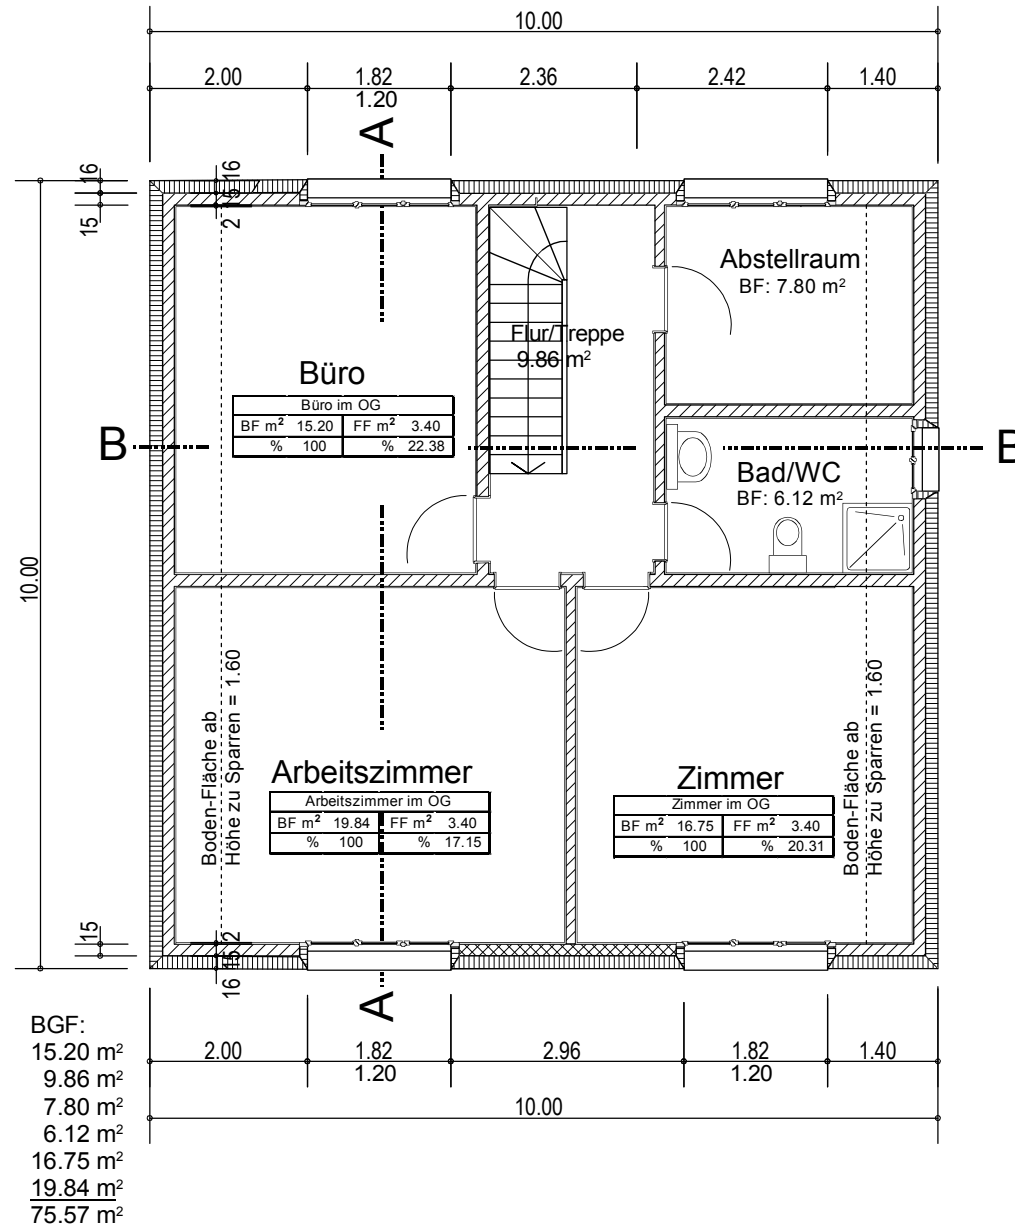 10.00
2.00 1.82 2.36 2.42 1.40
1.20
A
16
15
16
15
2
Abstellraum
BF: 7.80 m²
Flur/Treppe
9.86 m²
Büro
Büro im OG
BF m² 15.20 FF m² 3.40
% 100 % 22.38
B
B
Bad/WC
BF: 6.12 m²
10.00
Boden-Fläche ab
Höhe zu Sparren = 1.60
Boden-Fläche ab
Höhe zu Sparren = 1.60
Arbeitszimmer
Arbeitszimmer im OG
BF m² 19.84 FF m² 3.40
% 100 % 17.15
Zimmer
Zimmer im OG
BF m² 16.75 FF m² 3.40
% 100 % 20.31
15
2
15
16
A
2.00 1.82 2.96 1.82 1.40
1.20 1.20
10.00
BGF:
15.20 m²
9.86 m²
7.80 m²
6.12 m²
16.75 m²
19.84 m²
75.57 m²